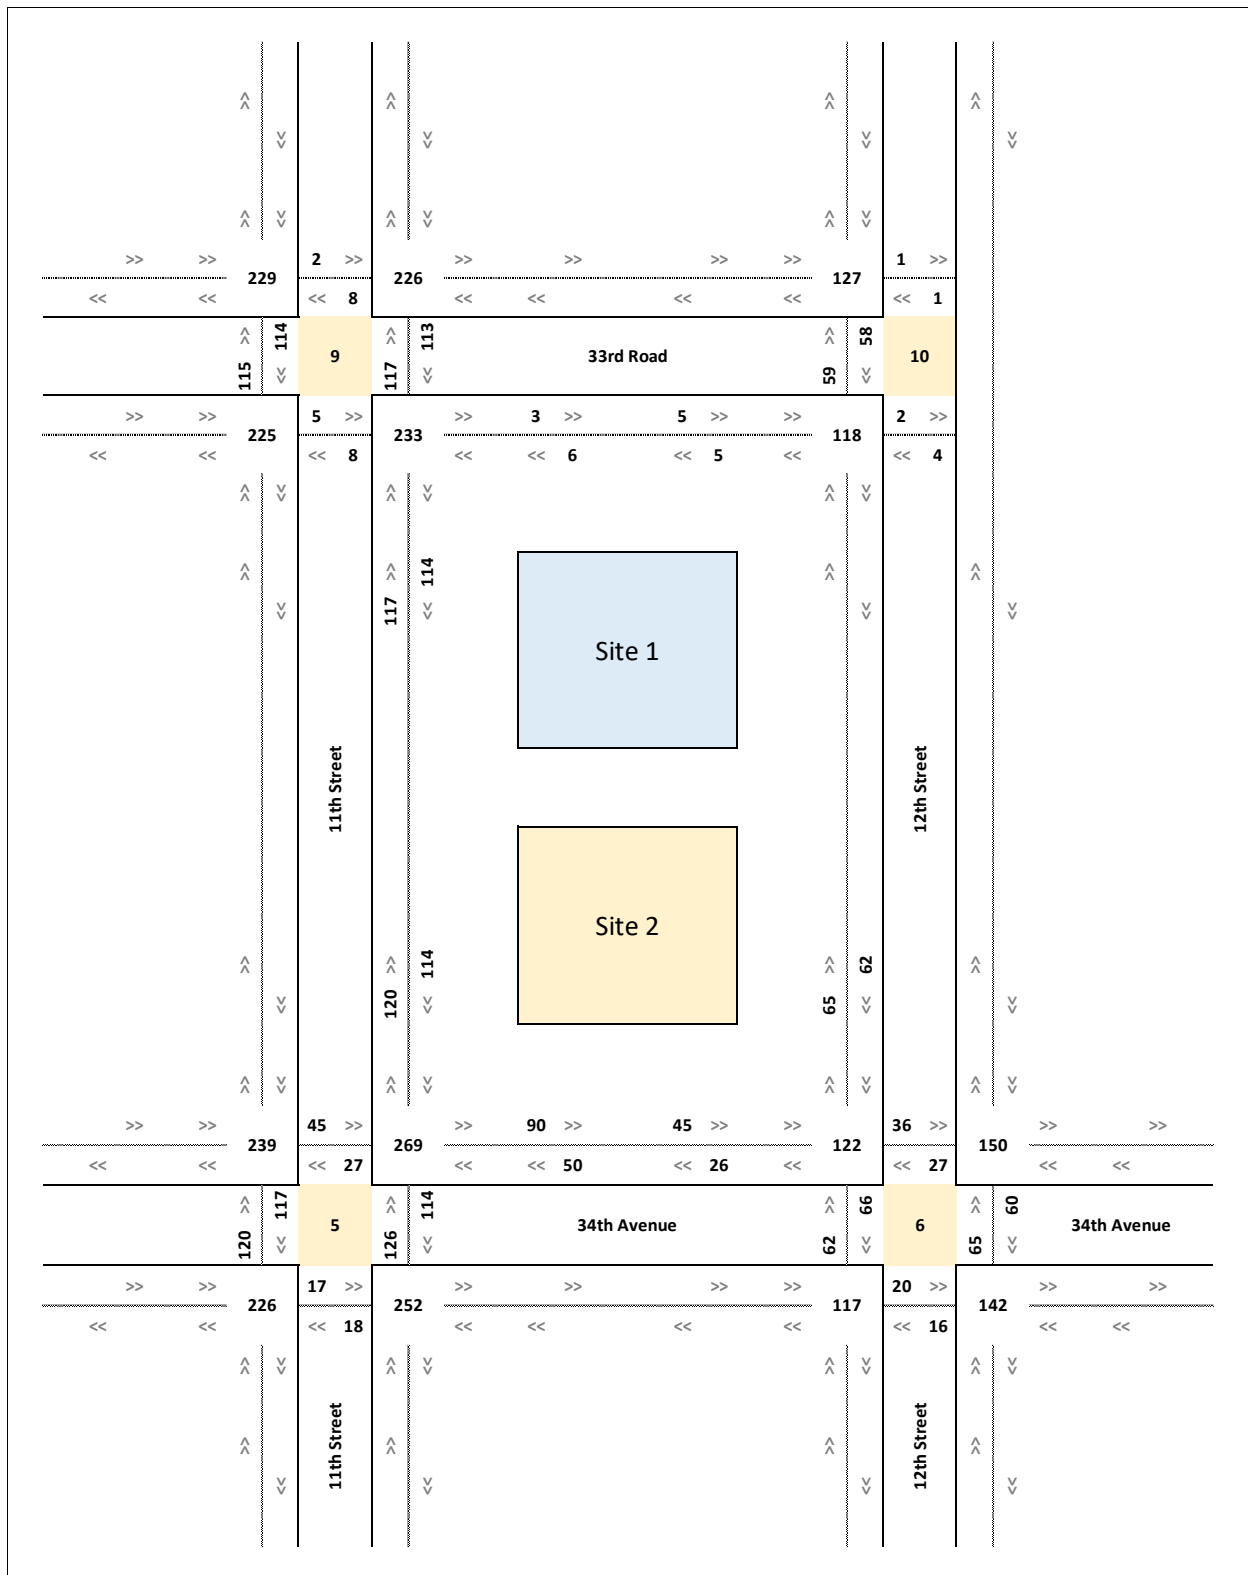 ^^ ^^ ^^ ^^
>> >> >> >> >>
^^ >> ^^ >> ^^ >>
>> >> 2 >> >> >> >> >> 1 >>
229 226 127
<< << << 8 << << << << << 1
115 ^^ 114 >> 9 117 ^^ 113 >> 33rd Road 59 ^^ 58 >> 10
>> >> 5 >> >> 3 >> 5 >> >> 2 >>
225 233 118
<< << << 8 << << 6 << 5 << << 4
^^ >> ^^ >> ^^ >>
^^ ^^ 114 ^^ ^^
>> 117 >> >> >>
Site 1
11th Street
12th Street
Site 2
^^ ^^ 114 ^^ 62 ^^
>> 120 >> 65 >> >>
^^ >> ^^ >> ^^ >> ^^ >>
>> >> 45 >> >> 90 >> 45 >> >> 36 >> >> >>
239 269 122 150
<< << << 27 << << 50 << 26 << << 27 << <<
120 ^^ 117 >> 5 126 ^^ 114 >> 34th Avenue 62 ^^ 66 >> 6 65 ^^ 60 >> 34th Avenue
>> >> 17 >> >> >> >> >> 20 >> >> >>
226 252 117 142
<< << << 18 << << << << << 16 << <<
^^ >> ^^ >> ^^ >> ^^ >>
11th Street
12th Street
^^ ^^ ^^ ^^
>> >> >> >>